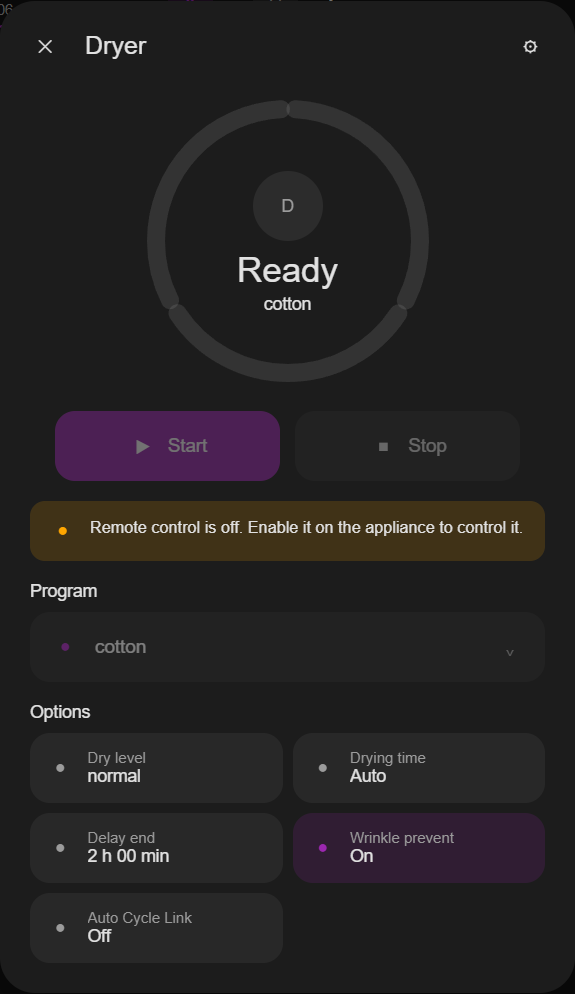 06
Dryer
D
Ready
cotton
Start
Stop
Remote control is off. Enable it on the appliance to control it.
Program
cotton
Options
Dry level
normal
Drying time
Auto
Delay end
2 h 00 min
Wrinkle prevent
On
Auto Cycle Link
Off